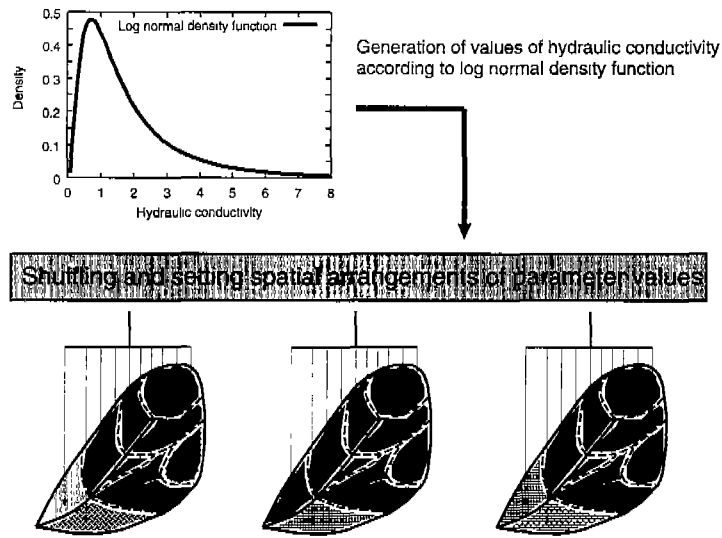 0.5
Log normal density function
0.4
0.3
0.2
0.1
0
Density
0 1 2 3 4 5 6 7 8
Hydraulic conductivity
Generation of values of hydraulic conductivity
according to log normal density function
Shuffling and setting spatial arrangements of parameter values